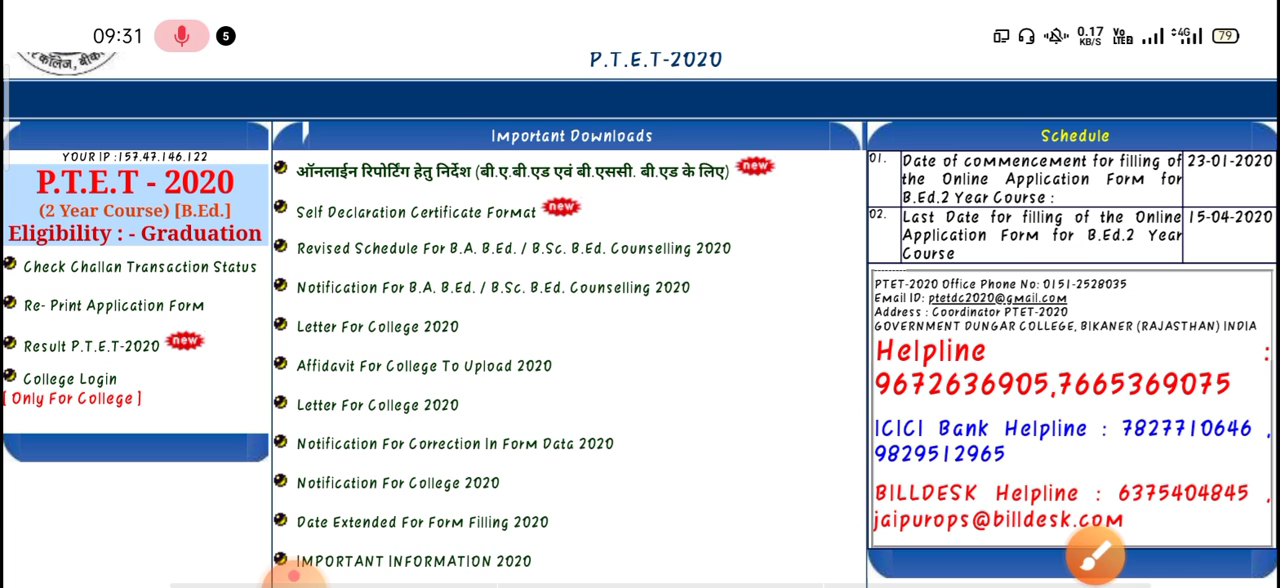 09:31
5
0.17 KB/S
Vo LTE2
4G
79
P.T.E.T-2020
YOUR IP :157.47.146.122
P.T.E.T - 2020
(2 Year Course) [B.Ed.]
Eligibility : - Graduation
Check Challan Transaction Status
Re- Print Application Form
Result P.T.E.T-2020 new
College Login
[ Only For College ]
Important Downloads
ऑनलाईन रिपोर्टिंग हेतु निर्देश (बी.ए.बी.एड एवं बी.एससी. बी.एड के लिए) new
Self Declaration Certificate Format new
Revised Schedule For B.A. B.Ed. / B.Sc. B.Ed. Counselling 2020
Notification For B.A. B.Ed. / B.Sc. B.Ed. Counselling 2020
Letter For College 2020
Affidavit For College To Upload 2020
Letter For College 2020
Notification For Correction In Form Data 2020
Notification For College 2020
Date Extended For Form Filling 2020
IMPORTANT INFORMATION 2020
Schedule
01. Date of commencement for filling of 23-01-2020
the Online Application Form for
B.Ed.2 Year Course :
02. Last Date for filling of the Online 15-04-2020
Application Form for B.Ed.2 Year
Course
PTET-2020 Office Phone No: 0151-2528035
Email ID: ptetdc2020@gmail.com
Address : Coordinator PTET-2020
GOVERNMENT DUNGAR COLLEGE, BIKANER (RAJASTHAN) INDIA
Helpline :
9672636905,7665369075
ICICI Bank Helpline : 7827710646 ,
9829512965
BILLDESK Helpline : 6375404845 ,
jaipurops@billdesk.com